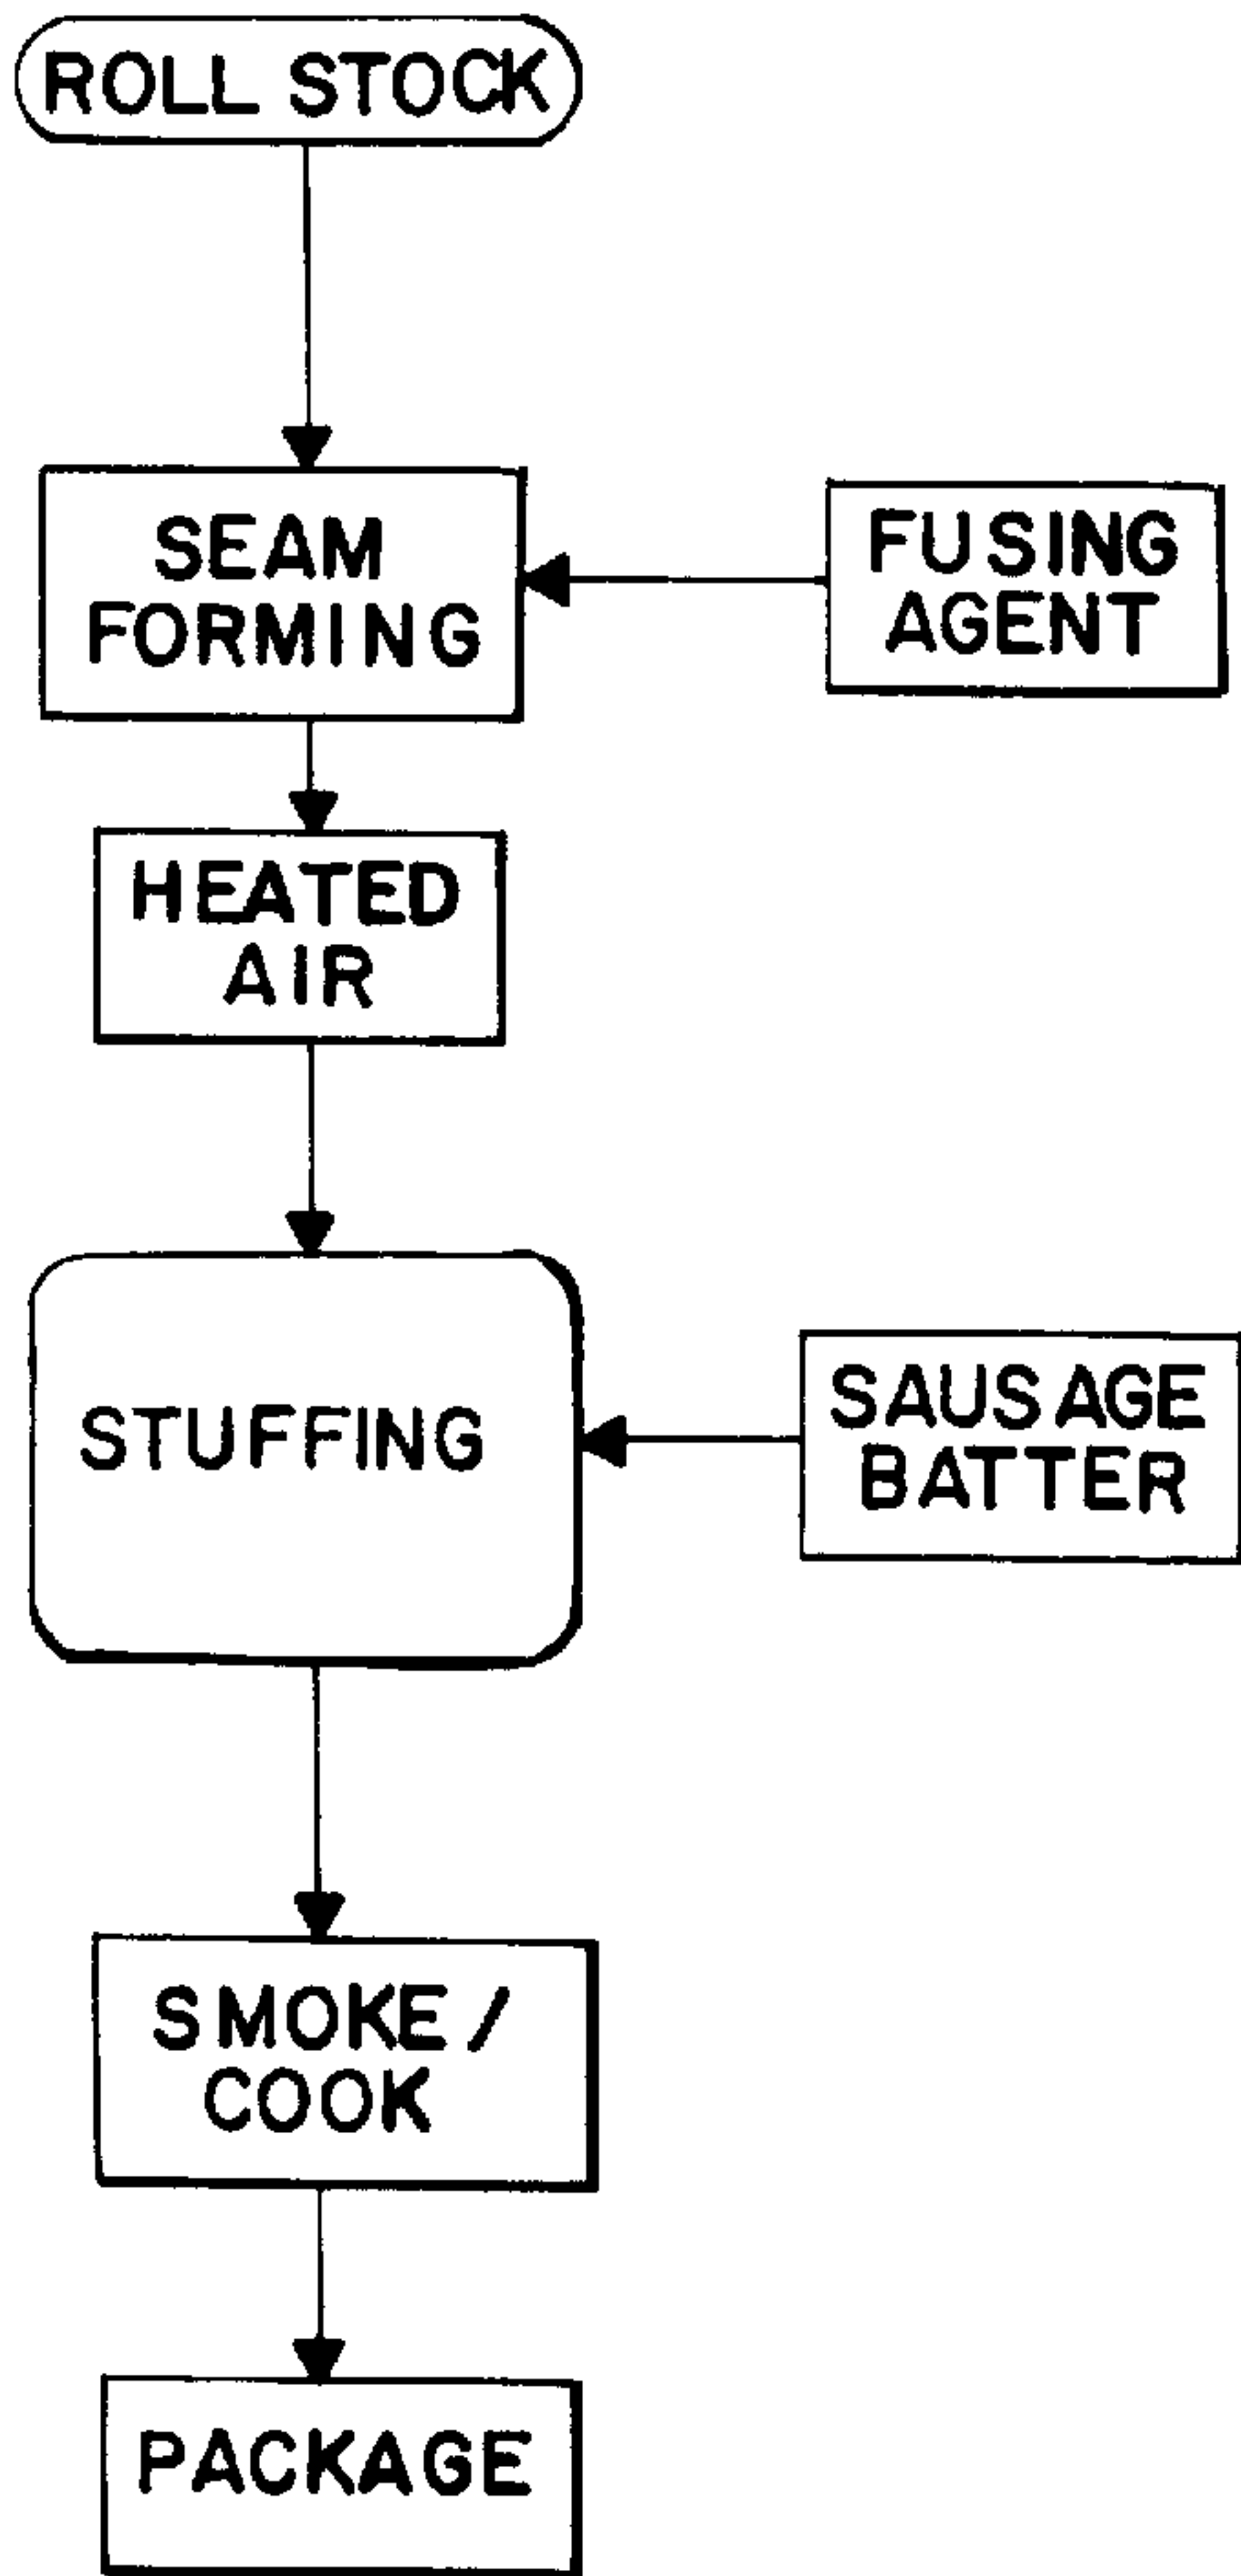 ROLL STOCK
SEAM
FORMING
FUSING
AGENT
HEATED
AIR
STUFFING
SAUSAGE
BATTER
SMOKE/
COOK
PACKAGE